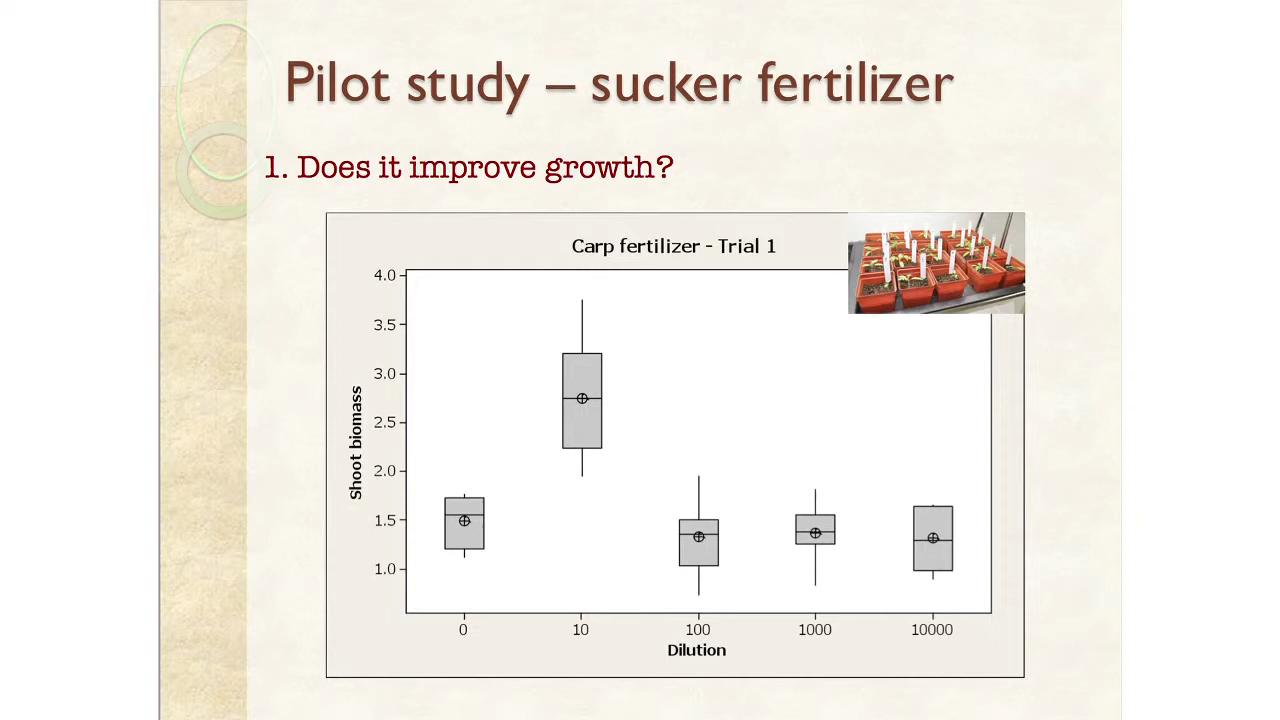 Pilot study – sucker fertilizer
1. Does it improve growth?
Carp fertilizer - Trial 1
Shoot biomass
4.0
3.5
3.0
2.5
2.0
1.5
1.0
0 10 100 1000 10000
Dilution